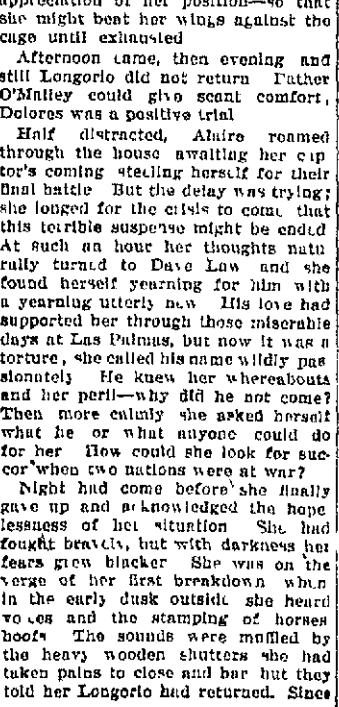 appreciation of her position—so that
she might beat her wings against the
cage until exhausted
Afternoon came, then evening and
still Longorio did not return Father
O'Malley could give scant comfort,
Dolores was a positive trial
Half distracted, Alaire roamed
through the house awaiting her cap
tor's coming steeling herself for their
final battle But the delay was trying;
she longed for the crisis to come that
this terrible suspense might be ended
At such an hour her thoughts natu
rally turned to Dave Law and she
found herself yearning for him with
a yearning utterly new His love had
supported her through those miserable
days at Las Palmas, but now it was a
torture, she called his name wildly pas
sionately He knew her whereabouts
and her peril—why did he not come?
Then more calmly she asked herself
what he or what anyone could do
for her How could she look for suc-
cor when two nations were at war?
Night had come before she finally
gave up and acknowledged the hope
lessness of her situation She had
fought bravely, but with darkness her
fears grew blacker She was on the
verge of her first breakdown when
in the early dusk outside she heard
voices and the stamping of horses
hoofs The sounds were muffled by
the heavy wooden shutters she had
taken pains to close and bar but they
told her Longorio had returned. Since